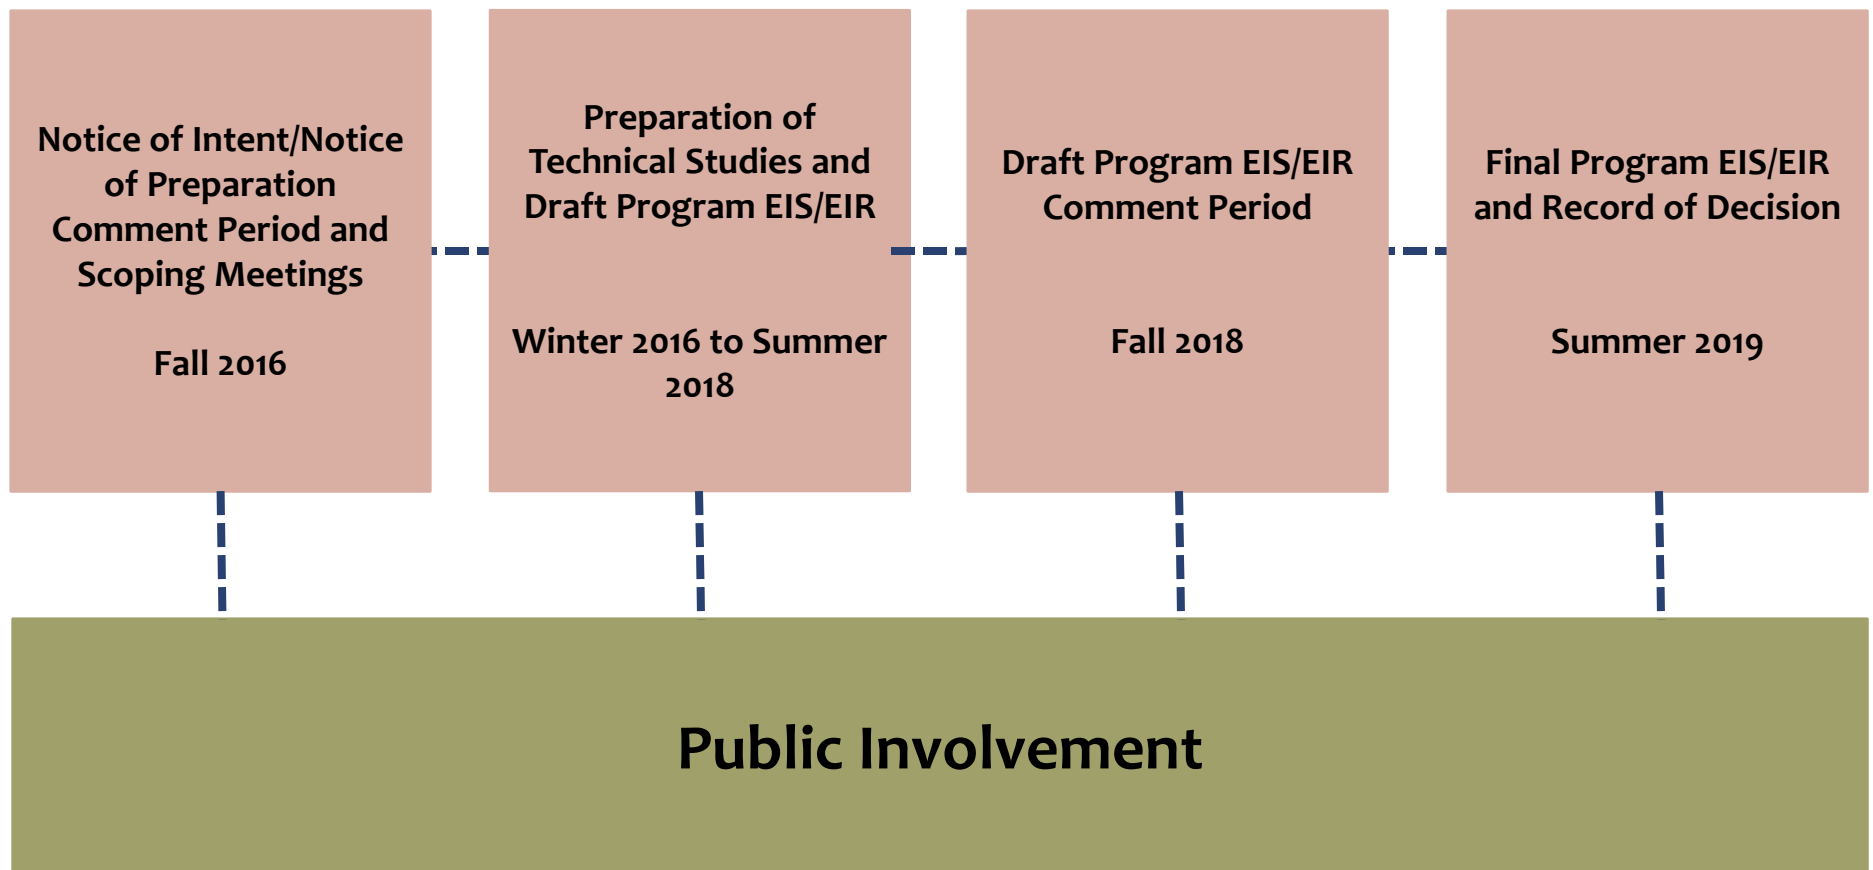 Notice of Intent/Notice
of Preparation
Comment Period and
Scoping Meetings
Fall 2016
Preparation of
Technical Studies and
Draft Program EIS/EIR
Winter 2016 to Summer
2018
Draft Program EIS/EIR
Comment Period
Fall 2018
Final Program EIS/EIR
and Record of Decision
Summer 2019
Public Involvement